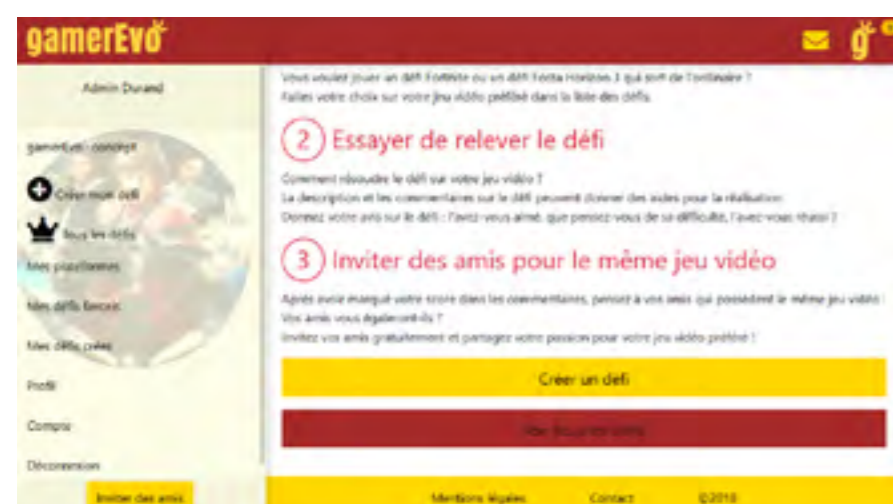 gamerEvo
g
Admin Durand
gamerEvo : concept
Créer mon défi
Tous les défis
Mes plateformes
Mes défis favoris
Mes défis créés
Profil
Compte
Déconnexion
Inviter des amis
Vous voulez jouer un défi Fortnite ou un défi Forza Horizon 3 qui sort de l'ordinaire ?
Faites votre choix sur votre jeu vidéo préféré dans la liste des défis.
2 Essayer de relever le défi
Comment résoudre le défi sur votre jeu vidéo ?
La description et les commentaires sur le défi peuvent donner des aides pour la réalisation.
Donnez votre avis sur le défi : l'avez-vous aimé, que pensez-vous de sa difficulté, l'avez-vous réussi ?
3 Inviter des amis pour le même jeu vidéo
Après avoir marqué votre score dans les commentaires, pensez à vos amis qui possèdent le même jeu vidéo !
Vos amis vous égaleront-ils ?
Invitez vos amis gratuitement et partagez votre passion pour votre jeu vidéo préféré !
Créer un défi
Mentions légales
Contact
©2018